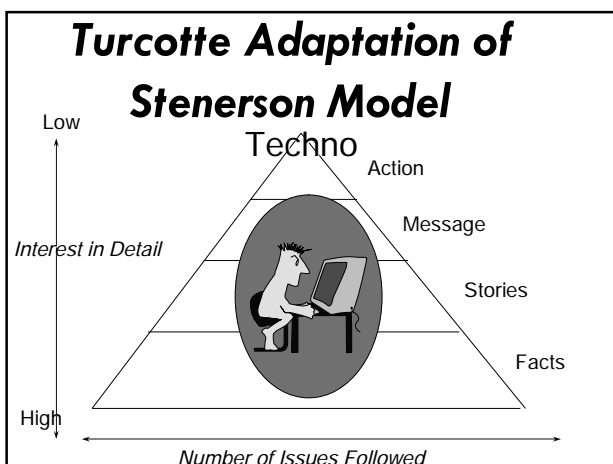 Turcotte Adaptation of
Stenerson Model
Low
Techno
Action
Message
Interest in Detail
Stories
Facts
High
Number of Issues Followed